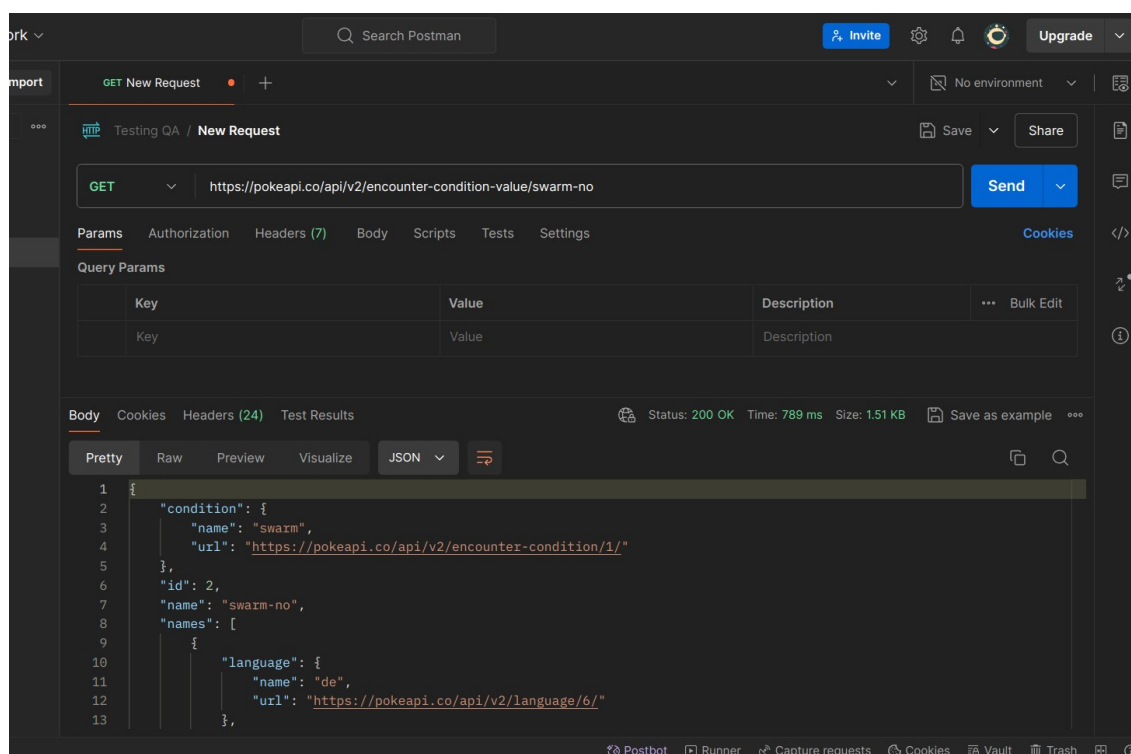 ork
Search Postman
Invite
Upgrade
mport
GET New Request
No environment
HTTP Testing QA / New Request
Save
Share
GET
https://pokeapi.co/api/v2/encounter-condition-value/swarm-no
Send
Params Authorization Headers (7) Body Scripts Tests Settings
Cookies
Query Params
Key Value Description Bulk Edit
Key Value Description
Body Cookies Headers (24) Test Results
Status: 200 OK Time: 789 ms Size: 1.51 KB Save as example
Pretty Raw Preview Visualize JSON
1 {
2 "condition": {
3 "name": "swarm",
4 "url": "https://pokeapi.co/api/v2/encounter-condition/1/"
5 },
6 "id": 2,
7 "name": "swarm-no",
8 "names": [
9 {
10 "language": {
11 "name": "de",
12 "url": "https://pokeapi.co/api/v2/language/6/"
13 },
Postbot Runner Capture requests Cookies Vault Trash